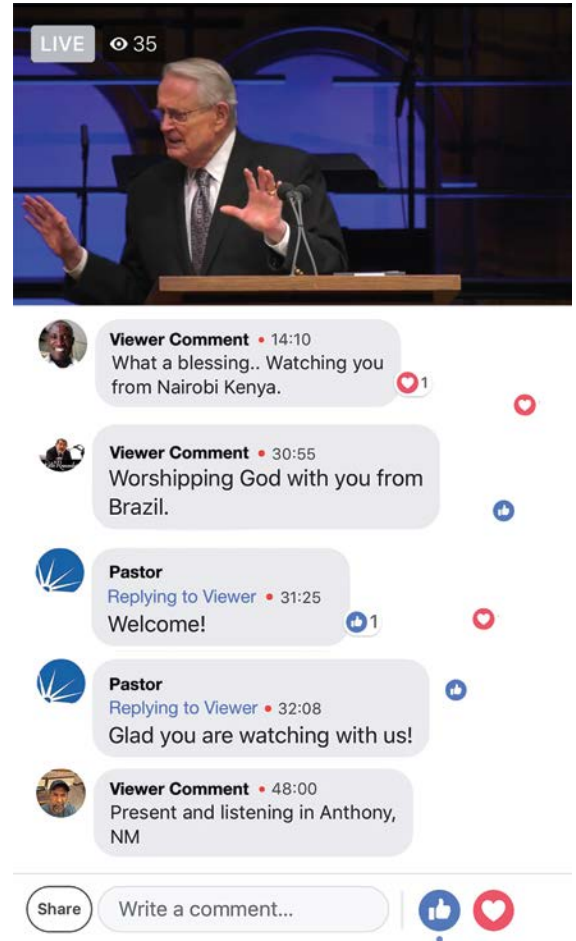 LIVE 35
Viewer Comment • 14:10
What a blessing.. Watching you
from Nairobi Kenya.
1
Viewer Comment • 30:55
Worshipping God with you from
Brazil.
Pastor
Replying to Viewer • 31:25
Welcome!
1
Pastor
Replying to Viewer • 32:08
Glad you are watching with us!
Viewer Comment • 48:00
Present and listening in Anthony,
NM
Share Write a comment...